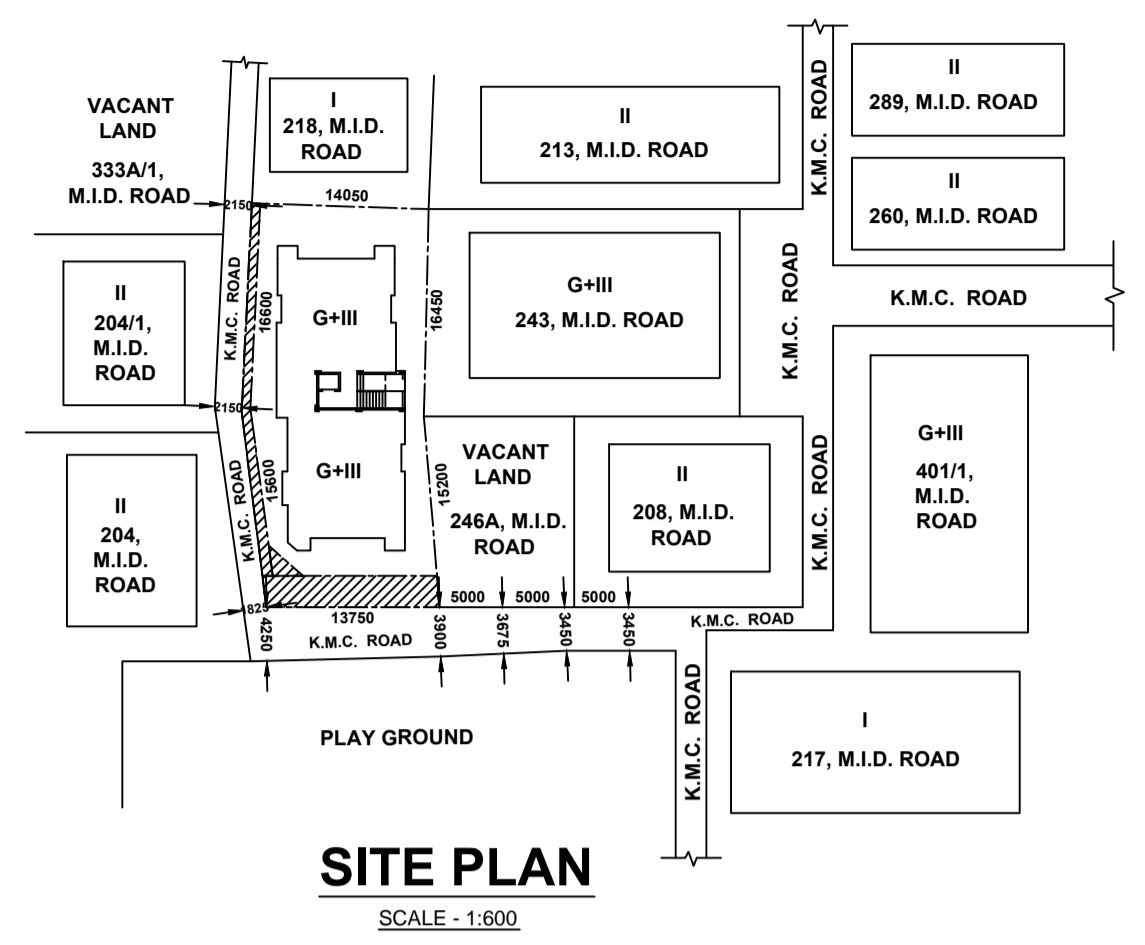 VACANT
LAND
333A/1,
M.I.D. ROAD
I
218, M.I.D.
ROAD
II
213, M.I.D. ROAD
K.M.C. ROAD
II
289, M.I.D. ROAD
II
260, M.I.D. ROAD
2150
14050
K.M.C. ROAD
16600
G+III
16450
G+III
243, M.I.D. ROAD
K.M.C. ROAD
K.M.C. ROAD
II
204/1,
M.I.D.
ROAD
2150
K.M.C. ROAD
15600
G+III
15200
VACANT
LAND
246A, M.I.D.
ROAD
II
208, M.I.D.
ROAD
K.M.C. ROAD
G+III
401/1,
M.I.D.
ROAD
II
204,
M.I.D.
ROAD
1825
4250
13750
K.M.C. ROAD
3900
5000
3675
5000
3450
5000
3450
K.M.C. ROAD
K.M.C. ROAD
I
217, M.I.D. ROAD
PLAY GROUND
SITE PLAN
SCALE - 1:600